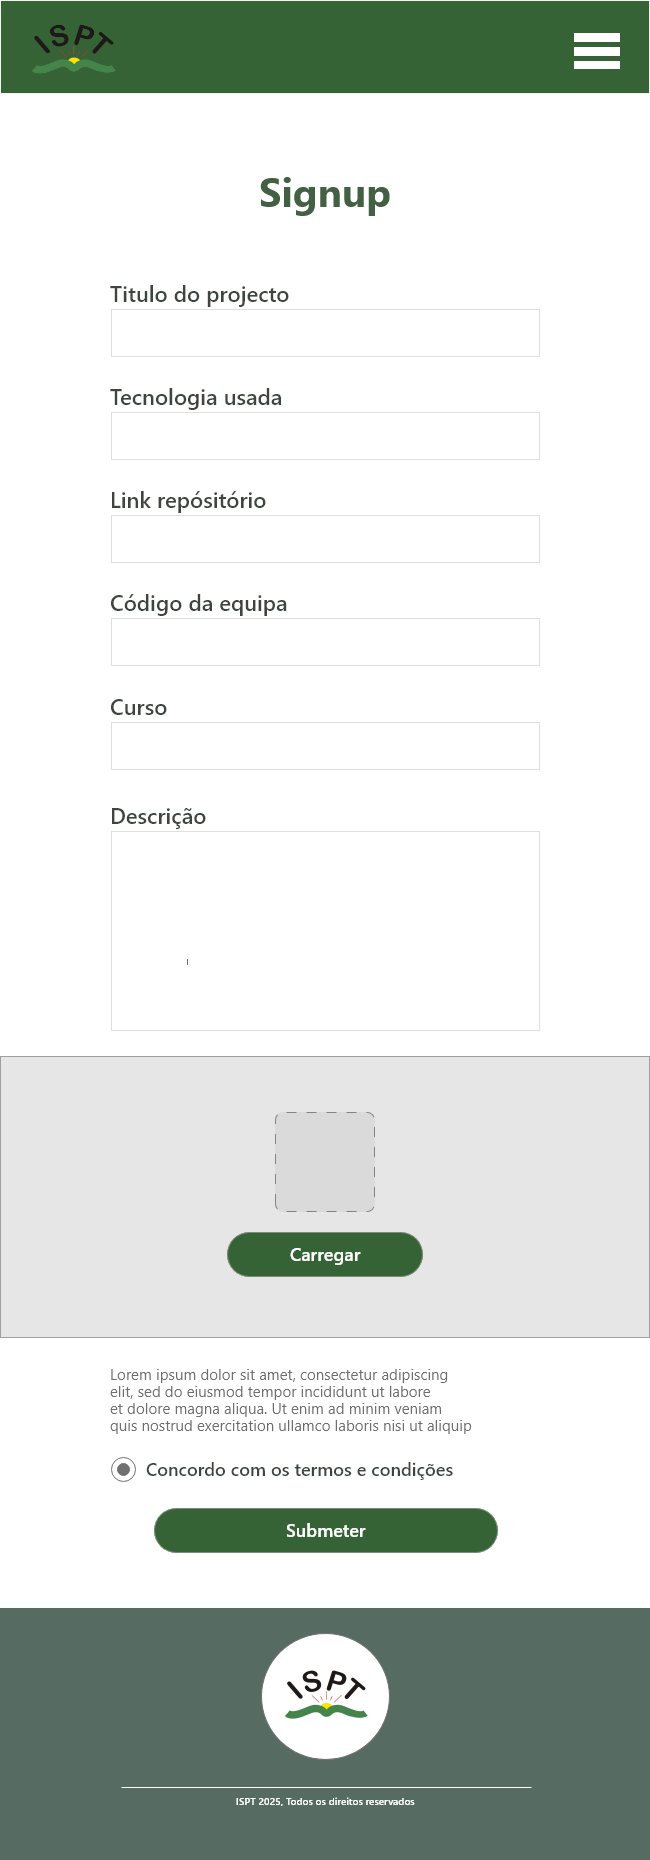 ISPT
Signup
Titulo do projecto
Tecnologia usada
Link repósitório
Código da equipa
Curso
Descrição
Carregar
Lorem ipsum dolor sit amet, consectetur adipiscing
elit, sed do eiusmod tempor incididunt ut labore
et dolore magna aliqua. Ut enim ad minim veniam
quis nostrud exercitation ullamco laboris nisi ut aliquip
Concordo com os termos e condições
Submeter
ISPT
ISPT 2025, Todos os direitos reservados